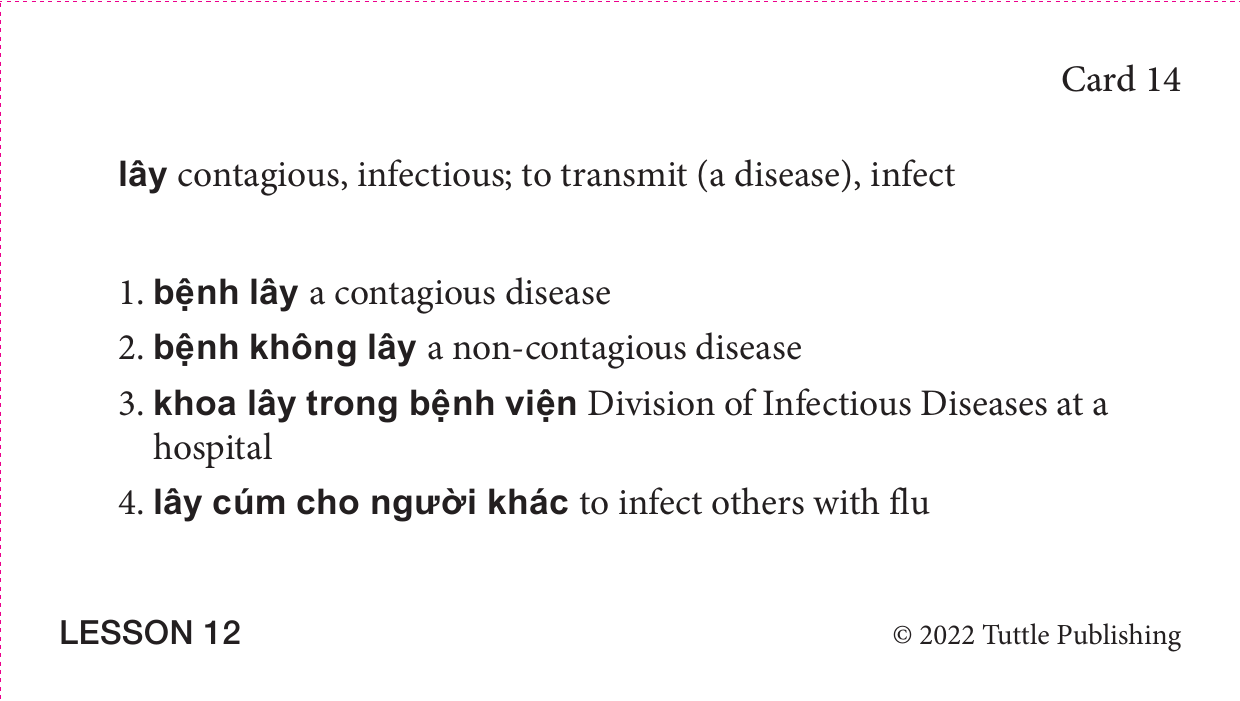 Card 14
lây contagious, infectious; to transmit (a disease), infect
1. bệnh lây a contagious disease
2. bệnh không lây a non-contagious disease
3. khoa lây trong bệnh viện Division of Infectious Diseases at a
hospital
4. lây cúm cho người khác to infect others with flu
LESSON 12
© 2022 Tuttle Publishing